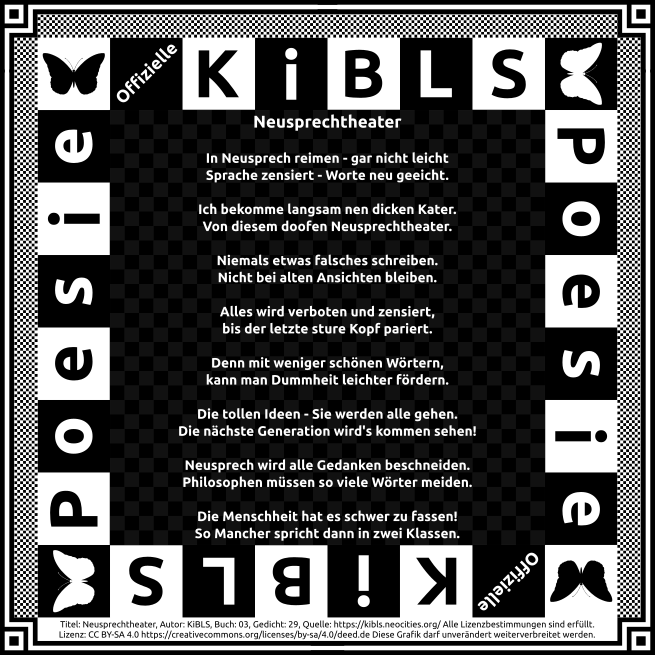 Offizielle KiBLS
Poesie
Poesie
Neusprechtheater
In Neusprech reimen - gar nicht leicht
Sprache zensiert - Worte neu geeicht.
Ich bekomme langsam nen dicken Kater.
Von diesem doofen Neusprechtheater.
Niemals etwas falsches schreiben.
Nicht bei alten Ansichten bleiben.
Alles wird verboten und zensiert,
bis der letzte sture Kopf pariert.
Denn mit weniger schönen Wörtern,
kann man Dummheit leichter fördern.
Die tollen Ideen - Sie werden alle gehen.
Die nächste Generation wird's kommen sehen!
Neusprech wird alle Gedanken beschneiden.
Philosophen müssen so viele Wörter meiden.
Die Menschheit hat es schwer zu fassen!
So Mancher spricht dann in zwei Klassen.
Offizielle KiBLS
Titel: Neusprechtheater, Autor: KiBLS, Buch: 03, Gedicht: 29, Quelle: https://kibls.neocities.org/ Alle Lizenzbestimmungen sind erfüllt.
Lizenz: CC BY-SA 4.0 https://creativecommons.org/licenses/by-sa/4.0/deed.de Diese Grafik darf unverändert weiterverbreitet werden.